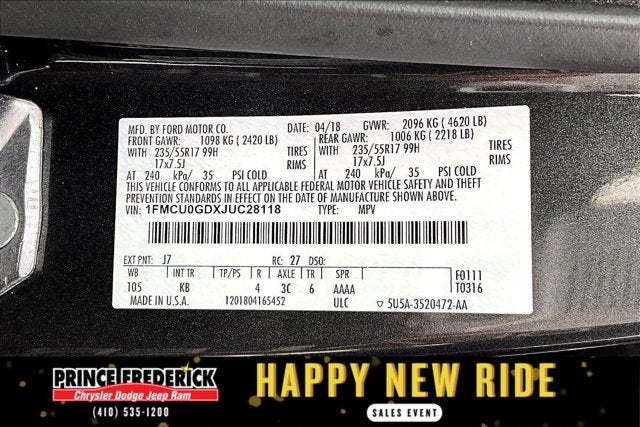 MFD. BY FORD MOTOR CO. DATE: 04/18 GVWR: 2096 KG ( 4620 LB)
FRONT GAWR: 1098 KG ( 2420 LB) REAR GAWR: 1006 KG ( 2218 LB)
WITH 235/55R17 99H TIRES WITH 235/55R17 99H TIRES
17x7.5J RIMS 17x7.5J RIMS
AT 240 kPa/ 35 PSI COLD AT 240 kPa/ 35 PSI COLD
THIS VEHICLE CONFORMS TO ALL APPLICABLE FEDERAL MOTOR VEHICLE SAFETY AND THEFT
PREVENTION STANDARDS IN EFFECT ON THE DATE OF MANUFACTURE SHOWN ABOVE.
VIN: 1FMCU0GDXJUC28118 TYPE: MPV
EXT PNT: J7 RC: 27 DSO:
WB INT TR TP/PS R AXLE TR SPR F0111
105 KB 4 3C 6 AAAA T0316
MADE IN U.S.A. 1201804165452 ULC ▽ 5U5A-3520472-AA
PRINCE FREDERICK
Chrysler Dodge Jeep Ram
(410) 535-1200
HAPPY NEW RIDE
SALES EVENT